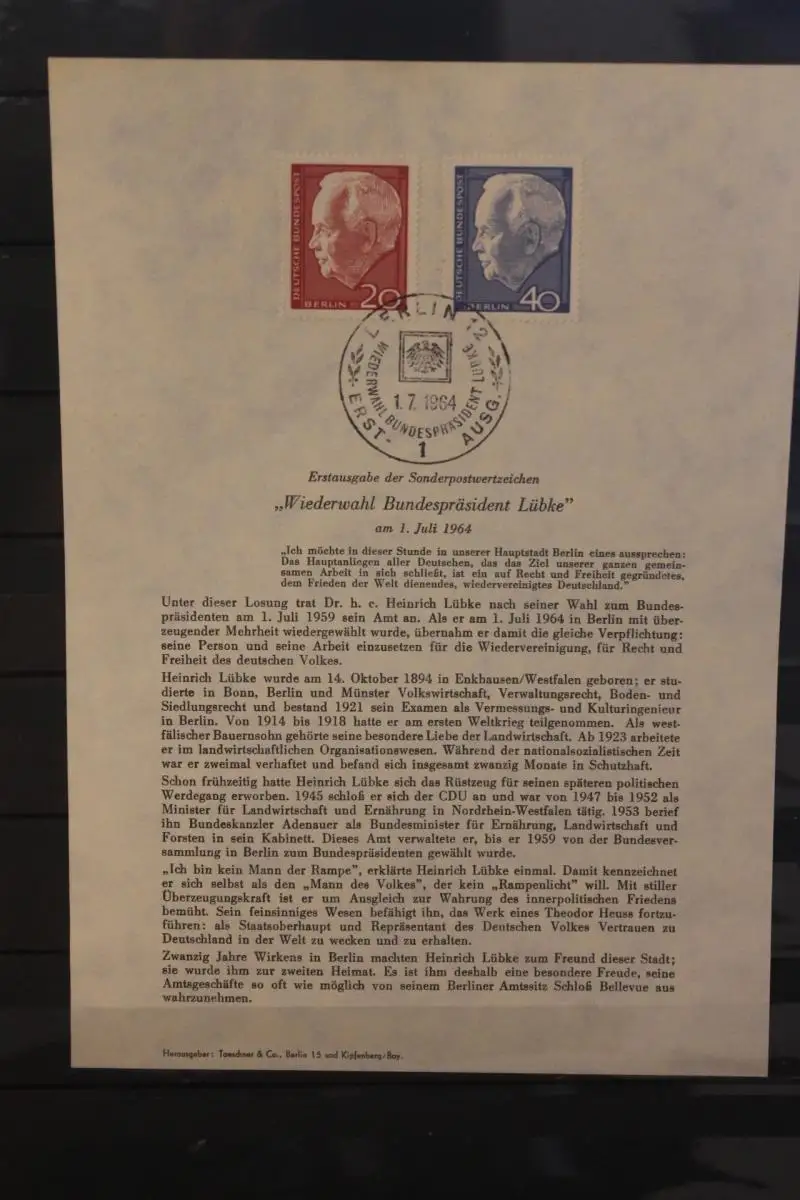 DEUTSCHE BUNDESPOST
BERLIN 20
DEUTSCHE BUNDESPOST
BERLIN 40
BERLIN 12
WIEDERWAHL BUNDESPRÄSIDENT LÜBKE
1.7.1964
ERST- AUSG.
1
Erstausgabe der Sonderpostwertzeichen
„Wiederwahl Bundespräsident Lübke”
am 1. Juli 1964
„Ich möchte in dieser Stunde in unserer Hauptstadt Berlin eines aussprechen:
Das Hauptanliegen aller Deutschen, das das Ziel unserer ganzen gemein-
samen Arbeit in sich schließt, ist ein auf Recht und Freiheit gegründetes,
dem Frieden der Welt dienendes, wiedervereinigtes Deutschland.”
Unter dieser Losung trat Dr. h. c. Heinrich Lübke nach seiner Wahl zum Bundes-
präsidenten am 1. Juli 1959 sein Amt an. Als er am 1. Juli 1964 in Berlin mit über-
zeugender Mehrheit wiedergewählt wurde, übernahm er damit die gleiche Verpflichtung:
seine Person und seine Arbeit einzusetzen für die Wiedervereinigung, für Recht und
Freiheit des deutschen Volkes.
Heinrich Lübke wurde am 14. Oktober 1894 in Enkhausen/Westfalen geboren; er stu-
dierte in Bonn, Berlin und Münster Volkswirtschaft, Verwaltungsrecht, Boden- und
Siedlungsrecht und bestand 1921 sein Examen als Vermessungs- und Kulturingenieur
in Berlin. Von 1914 bis 1918 hatte er am ersten Weltkrieg teilgenommen. Als west-
fälischer Bauernsohn gehörte seine besondere Liebe der Landwirtschaft. Ab 1923 arbeitete
er im landwirtschaftlichen Organisationswesen. Während der nationalsozialistischen Zeit
war er zweimal verhaftet und befand sich insgesamt zwanzig Monate in Schutzhaft.
Schon frühzeitig hatte Heinrich Lübke sich das Rüstzeug für seinen späteren politischen
Werdegang erworben. 1945 schloß er sich der CDU an und war von 1947 bis 1952 als
Minister für Landwirtschaft und Ernährung in Nordrhein-Westfalen tätig. 1953 berief
ihn Bundeskanzler Adenauer als Bundesminister für Ernährung, Landwirtschaft und
Forsten in sein Kabinett. Dieses Amt verwaltete er, bis er 1959 von der Bundesver-
sammlung in Berlin zum Bundespräsidenten gewählt wurde.
„Ich bin kein Mann der Rampe”, erklärte Heinrich Lübke einmal. Damit kennzeichnet
er sich selbst als den „Mann des Volkes”, der kein „Rampenlicht” will. Mit stiller
Überzeugungskraft ist er um Ausgleich zur Wahrung des innerpolitischen Friedens
bemüht. Sein feinsinniges Wesen befähigt ihn, das Werk eines Theodor Heuss fortzu-
führen: als Staatsoberhaupt und Repräsentant des Deutschen Volkes Vertrauen zu
Deutschland in der Welt zu wecken und zu erhalten.
Zwanzig Jahre Wirkens in Berlin machten Heinrich Lübke zum Freund dieser Stadt;
sie wurde ihm zur zweiten Heimat. Es ist ihm deshalb eine besondere Freude, seine
Amtsgeschäfte so oft wie möglich von seinem Berliner Amtssitz Schloß Bellevue aus
wahrzunehmen.
Herausgeber: Taeschner & Co., Berlin 15 und Kipfenberg/Bay.